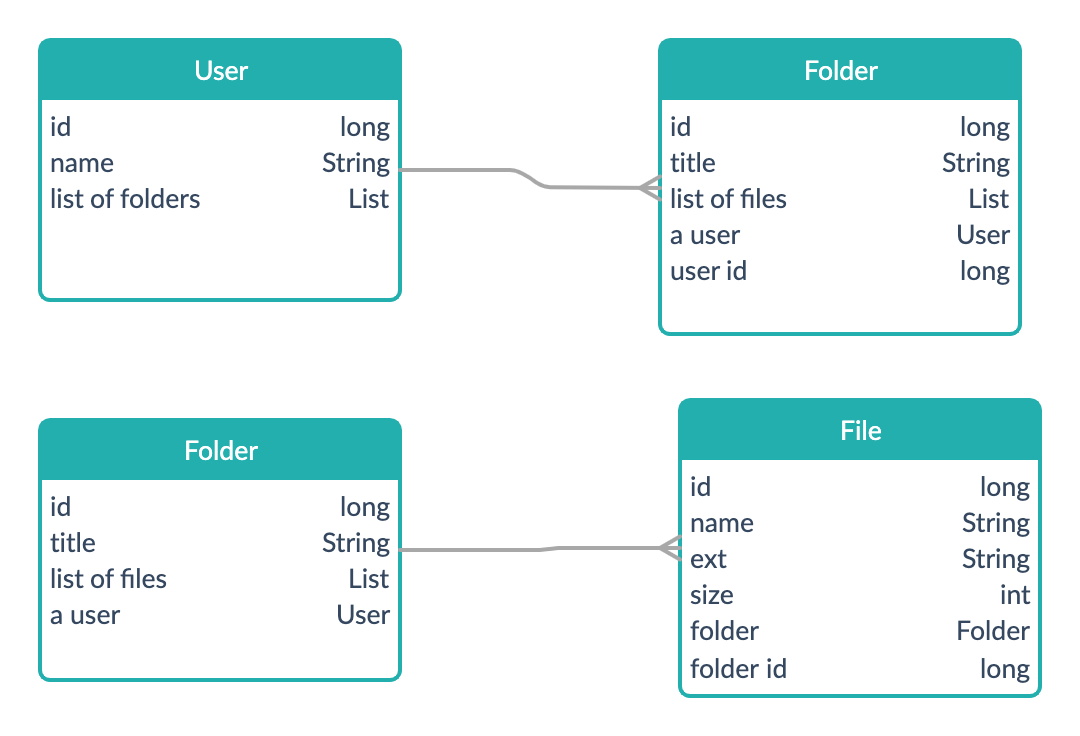 User
id long
name String
list of folders List
Folder
id long
title String
list of files List
a user User
user id long
Folder
id long
title String
list of files List
a user User
File
id long
name String
ext String
size int
folder Folder
folder id long